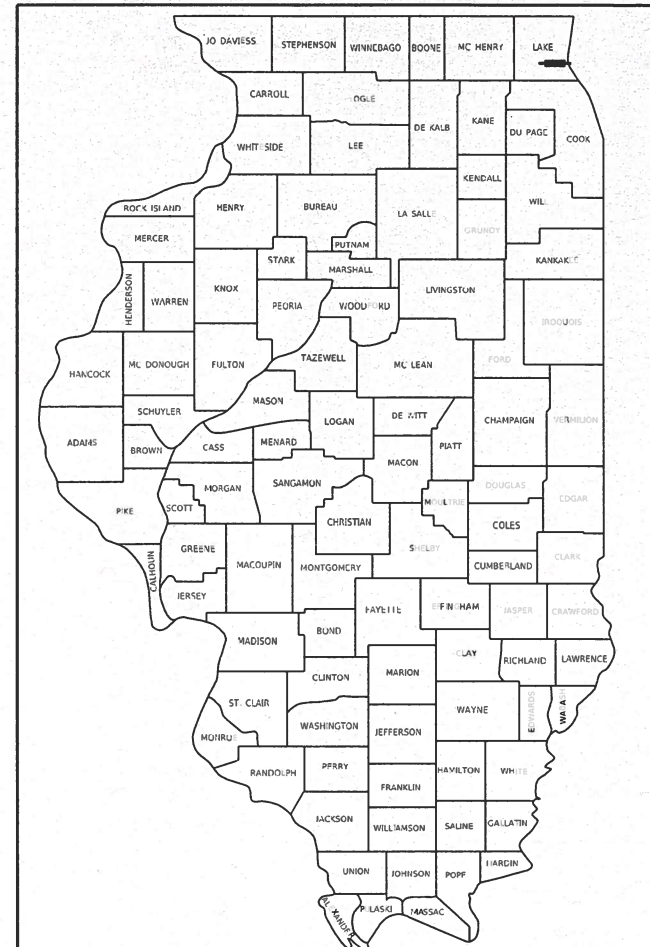 JO DAVIESS
STEPHENSON
WINNEBAGO
BOONE
MC HENRY
LAKE
CARROLL
OGLE
DE KALB
KANE
DU PAGE
COOK
WHITESIDE
LEE
KENDALL
WILL
ROCK ISLAND
HENRY
BUREAU
LA SALLE
GRUNDY
MERCER
PUTNAM
STARK
MARSHALL
KANKAKEE
HENDERSON
WARREN
KNOX
PEORIA
WOODFORD
LIVINGSTON
IROQUOIS
HANCOCK
MC DONOUGH
FULTON
TAZEWELL
MC LEAN
FORD
MASON
SCHUYLER
LOGAN
DE WITT
CHAMPAIGN
VERMILION
ADAMS
BROWN
CASS
MENARD
PIATT
MACON
PIKE
SCOTT
MORGAN
SANGAMON
CHRISTIAN
MOULTRIE
DOUGLAS
EDGAR
COLES
GREENE
MACOUPIN
MONTGOMERY
SHELBY
CUMBERLAND
CLARK
CALHOUN
JERSEY
FAYETTE
EFFINGHAM
JASPER
CRAWFORD
MADISON
BOND
CLAY
RICHLAND
LAWRENCE
CLINTON
MARION
ST. CLAIR
WAYNE
EDWARDS
WABASH
MONROE
WASHINGTON
JEFFERSON
RANDOLPH
PERRY
FRANKLIN
HAMILTON
WHITE
JACKSON
WILLIAMSON
SALINE
GALLATIN
UNION
JOHNSON
POPE
HARDIN
ALEXANDER
PULASKI
MASSAC